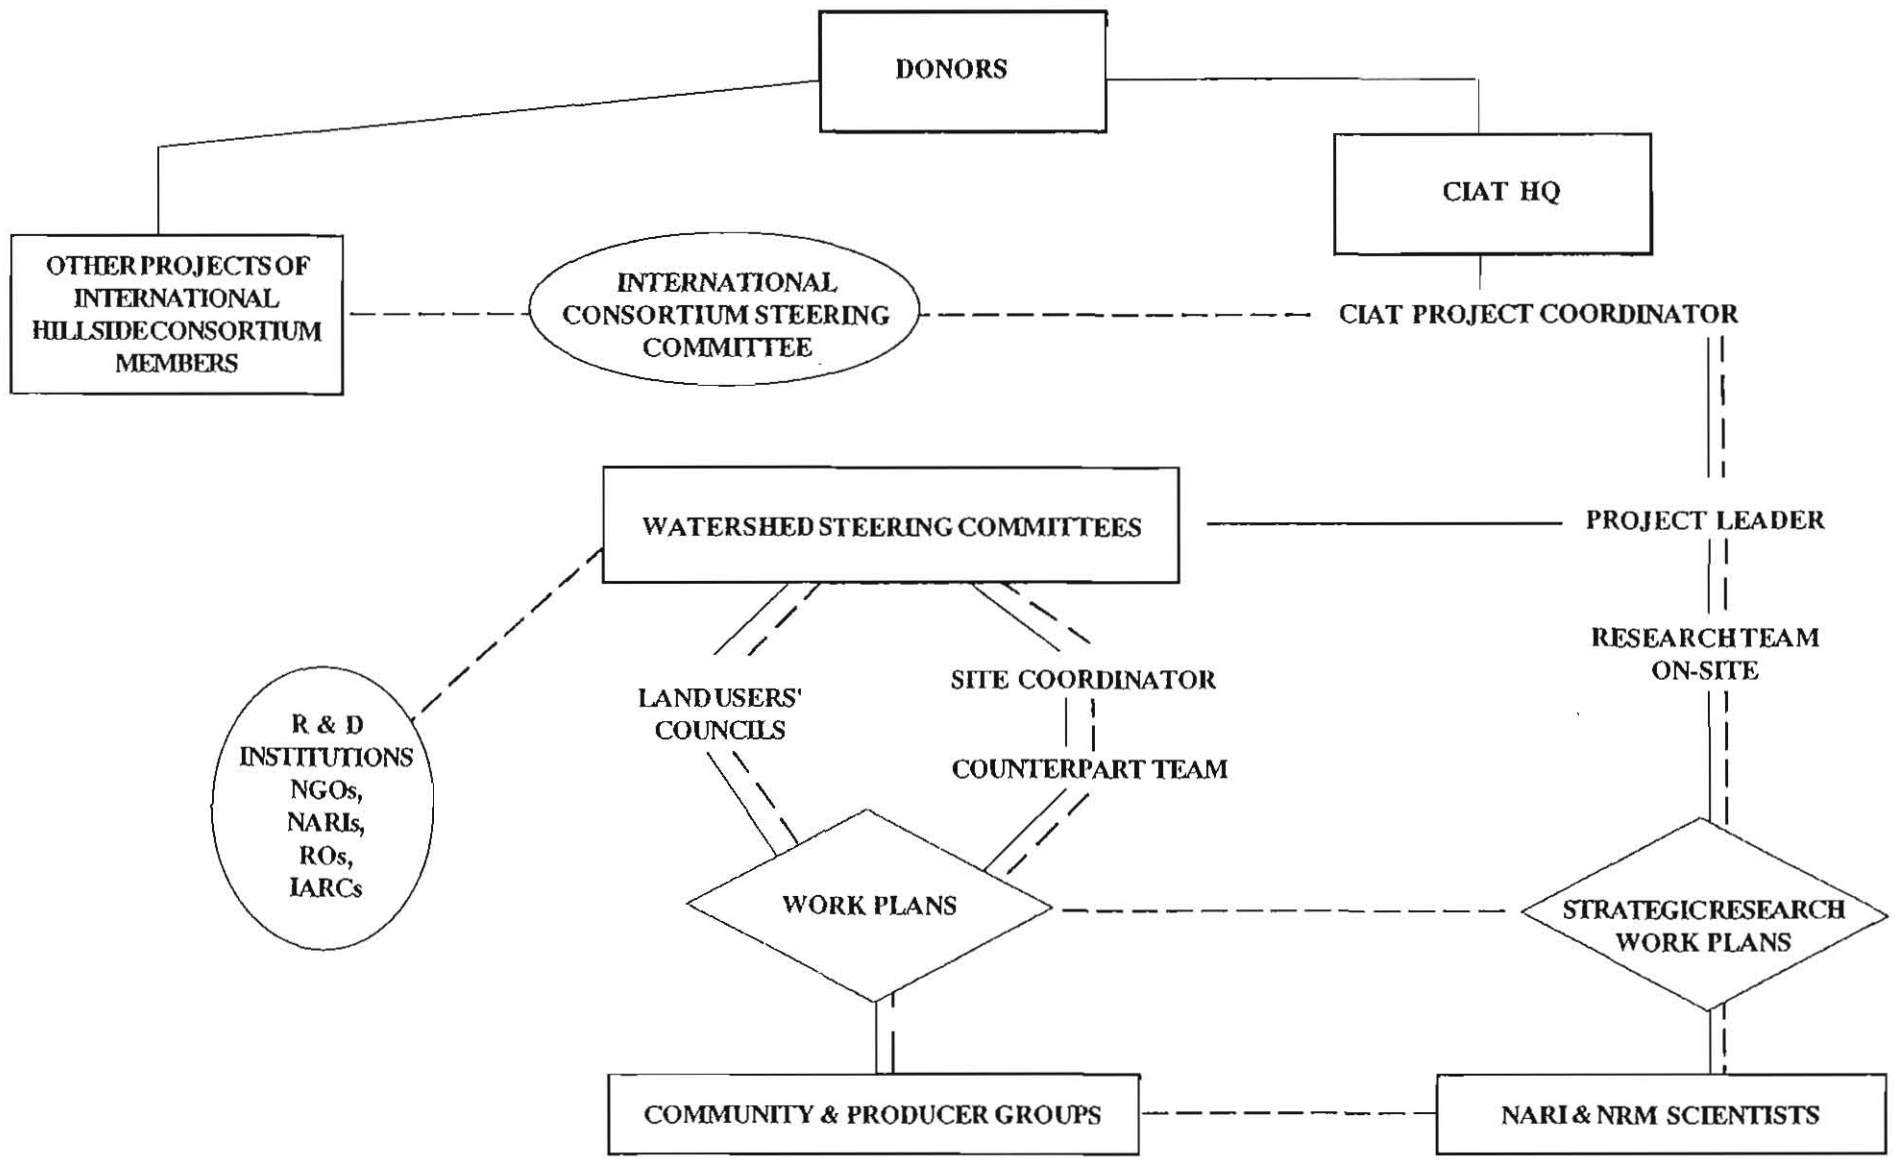 DONORS
CIAT HQ
OTHER PROJECTS OF
INTERNATIONAL
HILLSIDE CONSORTIUM
MEMBERS
INTERNATIONAL
CONSORTIUM STEERING
COMMITTEE
CIAT PROJECT COORDINATOR
WATERSHED STEERING COMMITTEES
PROJECT LEADER
RESEARCH TEAM
ON-SITE
LAND USERS'
COUNCILS
SITE COORDINATOR
COUNTERPART TEAM
R & D
INSTITUTIONS
NGOs,
NARIs,
ROs,
IARCs
WORK PLANS
STRATEGIC RESEARCH
WORK PLANS
COMMUNITY & PRODUCER GROUPS
NARI & NRM SCIENTISTS